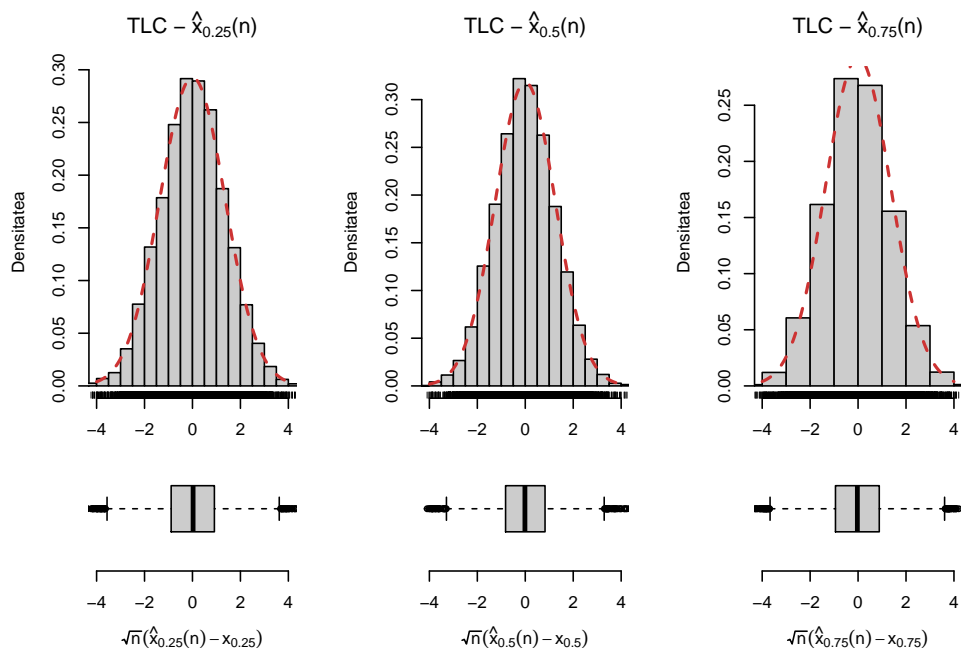 TLC − x̂0.25(n)
Densitatea
0.00 0.05 0.10 0.15 0.20 0.25 0.30
−4 −2 0 2 4
−4 −2 0 2 4
√n(x̂0.25(n) − x0.25)
TLC − x̂0.5(n)
Densitatea
0.00 0.05 0.10 0.15 0.20 0.25 0.30
−4 −2 0 2 4
−4 −2 0 2 4
√n(x̂0.5(n) − x0.5)
TLC − x̂0.75(n)
Densitatea
0.00 0.05 0.10 0.15 0.20 0.25
−4 −2 0 2 4
−4 −2 0 2 4
√n(x̂0.75(n) − x0.75)